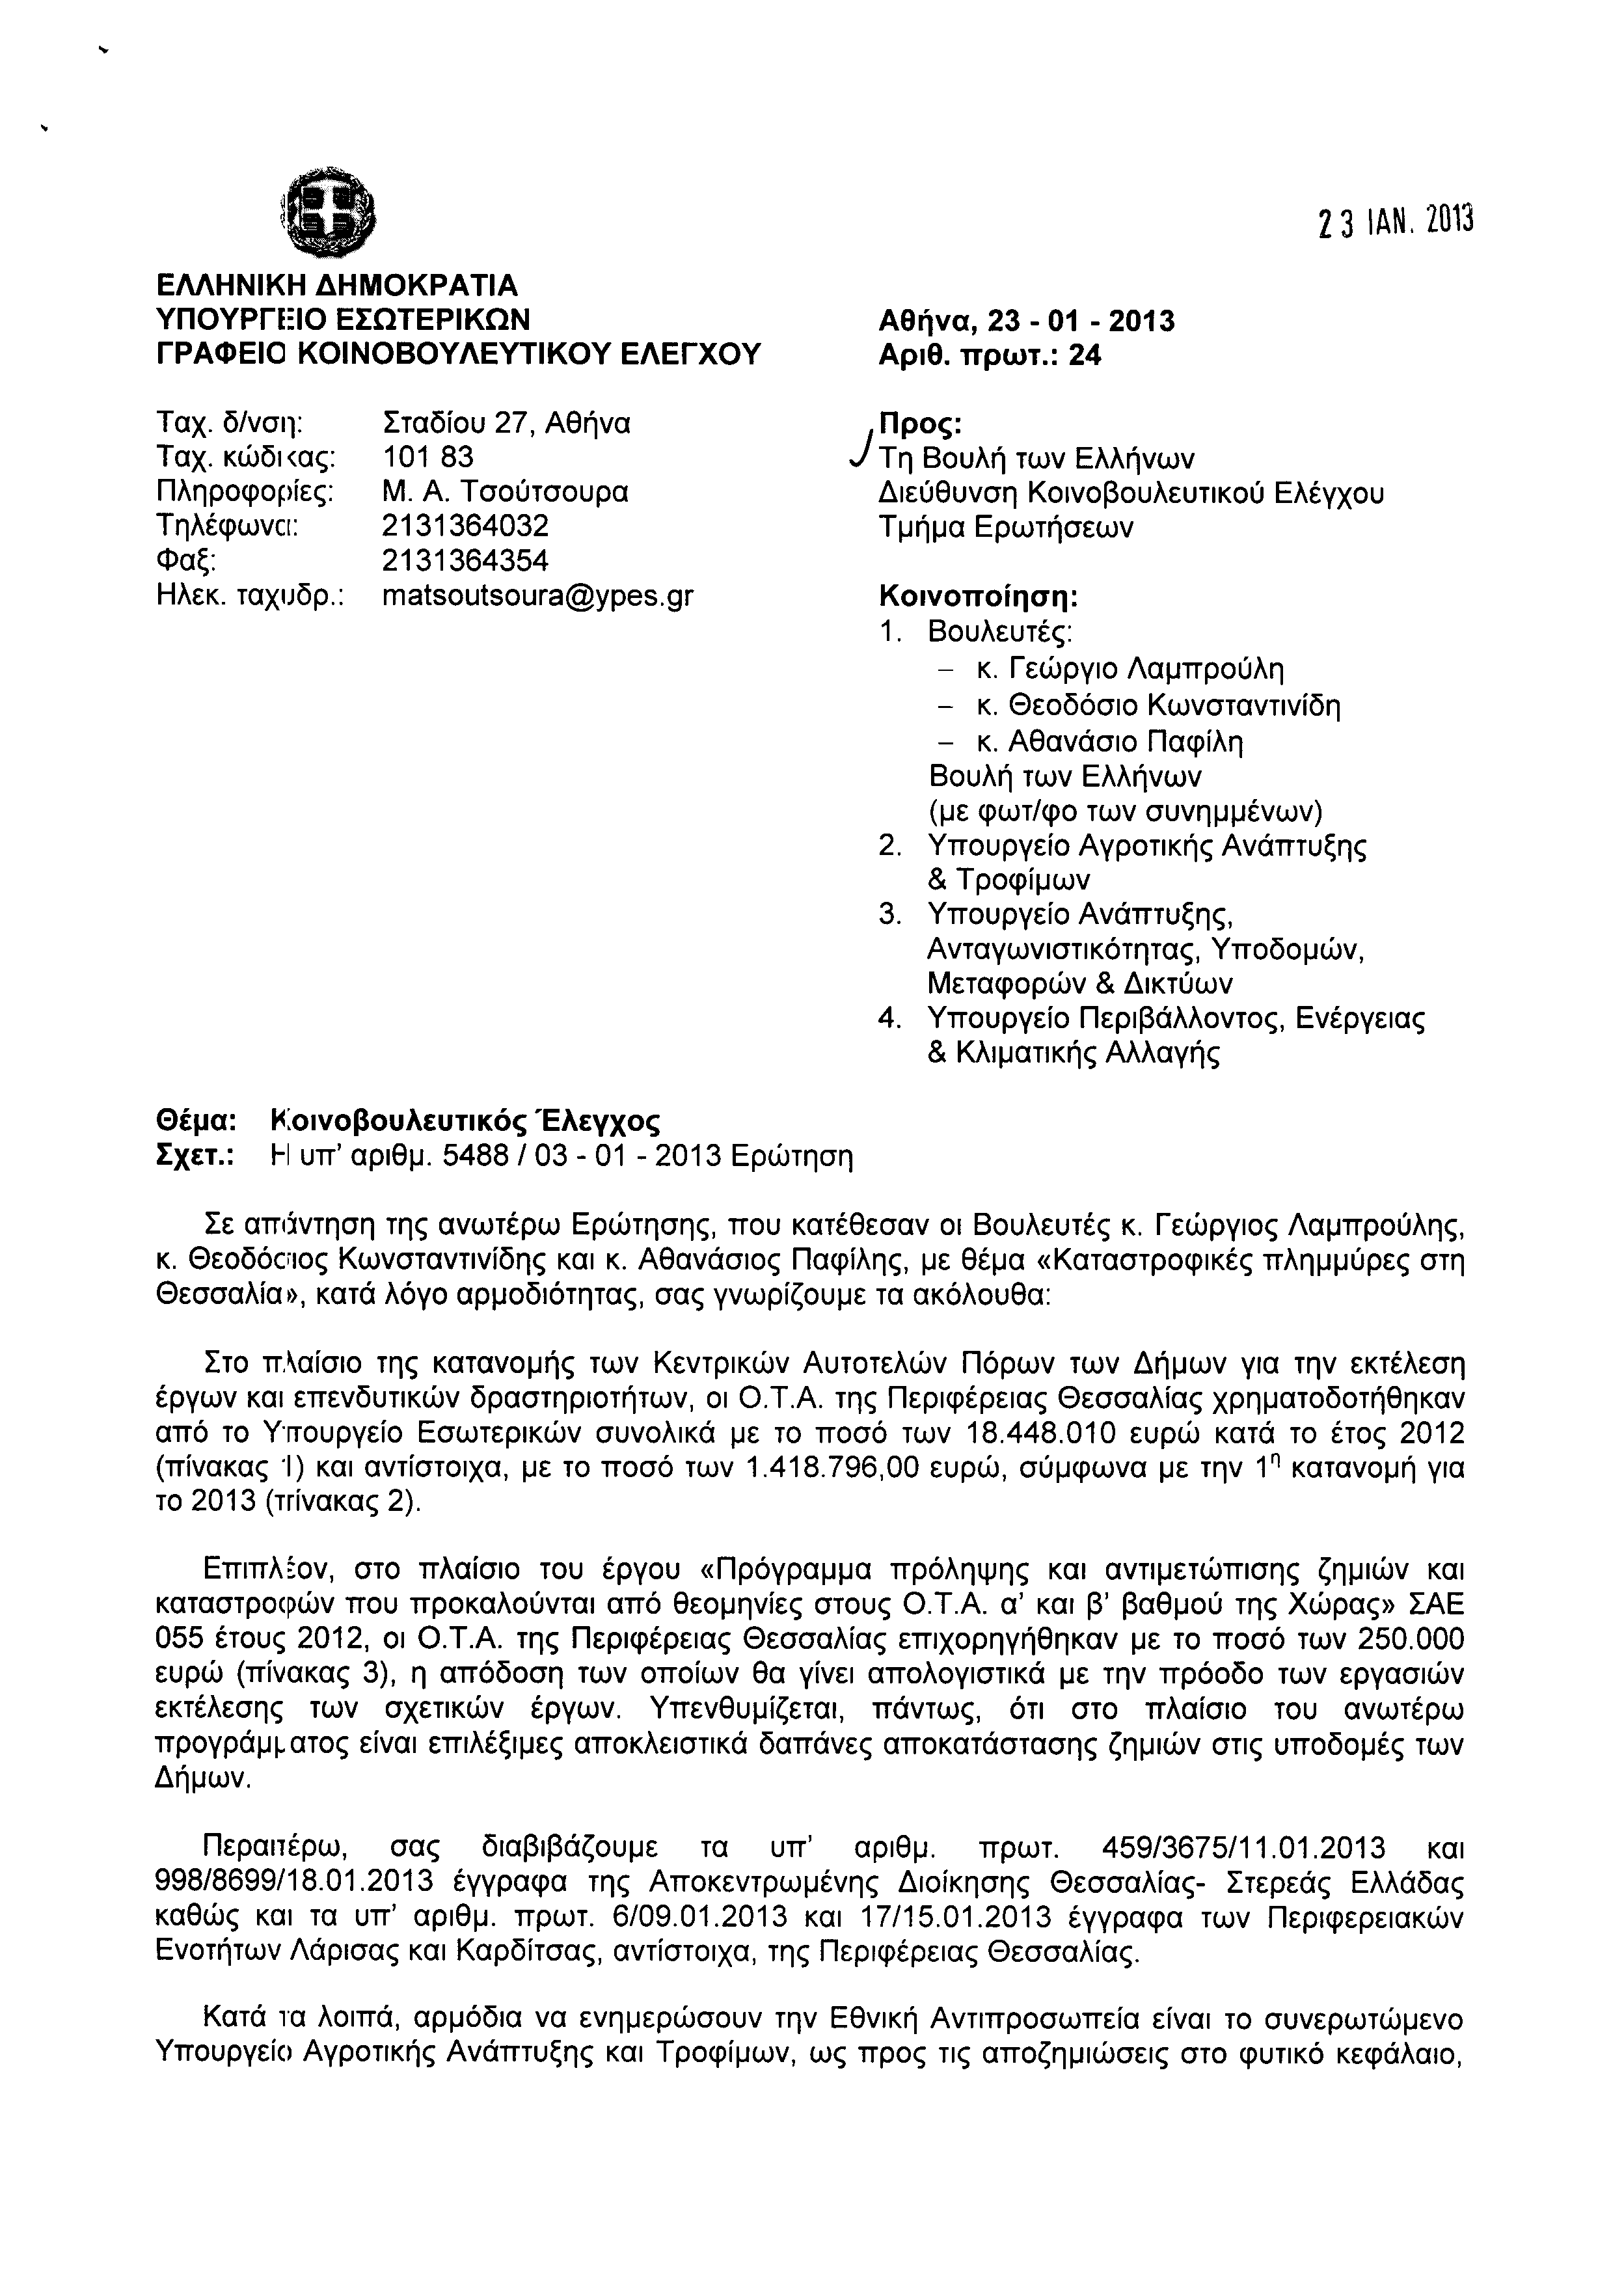 23 ΙΑΝ. 2013
ΕΛΛΗΝΙΚΗ ΔΗΜΟΚΡΑΤΙΑ
ΥΠΟΥΡΓΕΙΟ ΕΣΩΤΕΡΙΚΩΝ
ΓΡΑΦΕΙΟ ΚΟΙΝΟΒΟΥΛΕΥΤΙΚΟΥ ΕΛΕΓΧΟΥ
Ταχ. δ/νση: Σταδίου 27, Αθήνα
Ταχ. κώδικας: 101 83
Πληροφορίες: Μ. Α. Τσούτσουρα
Τηλέφωνα: 2131364032
Φαξ: 2131364354
Ηλεκ. ταχυδρ.: matsoutsoura@ypes.gr
Αθήνα, 23 - 01 - 2013
Αριθ. πρωτ.: 24
Προς:
Τη Βουλή των Ελλήνων
Διεύθυνση Κοινοβουλευτικού Ελέγχου
Τμήμα Ερωτήσεων
Κοινοποίηση:
1. Βουλευτές:
– κ. Γεώργιο Λαμπρούλη
– κ. Θεοδόσιο Κωνσταντινίδη
– κ. Αθανάσιο Παφίλη
Βουλή των Ελλήνων
(με φωτ/φο των συνημμένων)
2. Υπουργείο Αγροτικής Ανάπτυξης
& Τροφίμων
3. Υπουργείο Ανάπτυξης,
Ανταγωνιστικότητας, Υποδομών,
Μεταφορών & Δικτύων
4. Υπουργείο Περιβάλλοντος, Ενέργειας
& Κλιματικής Αλλαγής
Θέμα: Κοινοβουλευτικός Έλεγχος
Σχετ.: Η υπ’ αριθμ. 5488 / 03 - 01 - 2013 Ερώτηση
Σε απάντηση της ανωτέρω Ερώτησης, που κατέθεσαν οι Βουλευτές κ. Γεώργιος Λαμπρούλης,
κ. Θεοδόσιος Κωνσταντινίδης και κ. Αθανάσιος Παφίλης, με θέμα «Καταστροφικές πλημμύρες στη
Θεσσαλία», κατά λόγο αρμοδιότητας, σας γνωρίζουμε τα ακόλουθα:
Στο πλαίσιο της κατανομής των Κεντρικών Αυτοτελών Πόρων των Δήμων για την εκτέλεση
έργων και επενδυτικών δραστηριοτήτων, οι Ο.Τ.Α. της Περιφέρειας Θεσσαλίας χρηματοδοτήθηκαν
από το Υπουργείο Εσωτερικών συνολικά με το ποσό των 18.448.010 ευρώ κατά το έτος 2012
(πίνακας 1) και αντίστοιχα, με το ποσό των 1.418.796,00 ευρώ, σύμφωνα με την 1η κατανομή για
το 2013 (πίνακας 2).
Επιπλέον, στο πλαίσιο του έργου «Πρόγραμμα πρόληψης και αντιμετώπισης ζημιών και
καταστροφών που προκαλούνται από θεομηνίες στους Ο.Τ.Α. α’ και β’ βαθμού της Χώρας» ΣΑΕ
055 έτους 2012, οι Ο.Τ.Α. της Περιφέρειας Θεσσαλίας επιχορηγήθηκαν με το ποσό των 250.000
ευρώ (πίνακας 3), η απόδοση των οποίων θα γίνει απολογιστικά με την πρόοδο των εργασιών
εκτέλεσης των σχετικών έργων. Υπενθυμίζεται, πάντως, ότι στο πλαίσιο του ανωτέρω
προγράμματος είναι επιλέξιμες αποκλειστικά δαπάνες αποκατάστασης ζημιών στις υποδομές των
Δήμων.
Περαιτέρω, σας διαβιβάζουμε τα υπ’ αριθμ. πρωτ. 459/3675/11.01.2013 και
998/8699/18.01.2013 έγγραφα της Αποκεντρωμένης Διοίκησης Θεσσαλίας- Στερεάς Ελλάδας
καθώς και τα υπ’ αριθμ. πρωτ. 6/09.01.2013 και 17/15.01.2013 έγγραφα των Περιφερειακών
Ενοτήτων Λάρισας και Καρδίτσας, αντίστοιχα, της Περιφέρειας Θεσσαλίας.
Κατά τα λοιπά, αρμόδια να ενημερώσουν την Εθνική Αντιπροσωπεία είναι το συνερωτώμενο
Υπουργείο Αγροτικής Ανάπτυξης και Τροφίμων, ως προς τις αποζημιώσεις στο φυτικό κεφάλαιο,